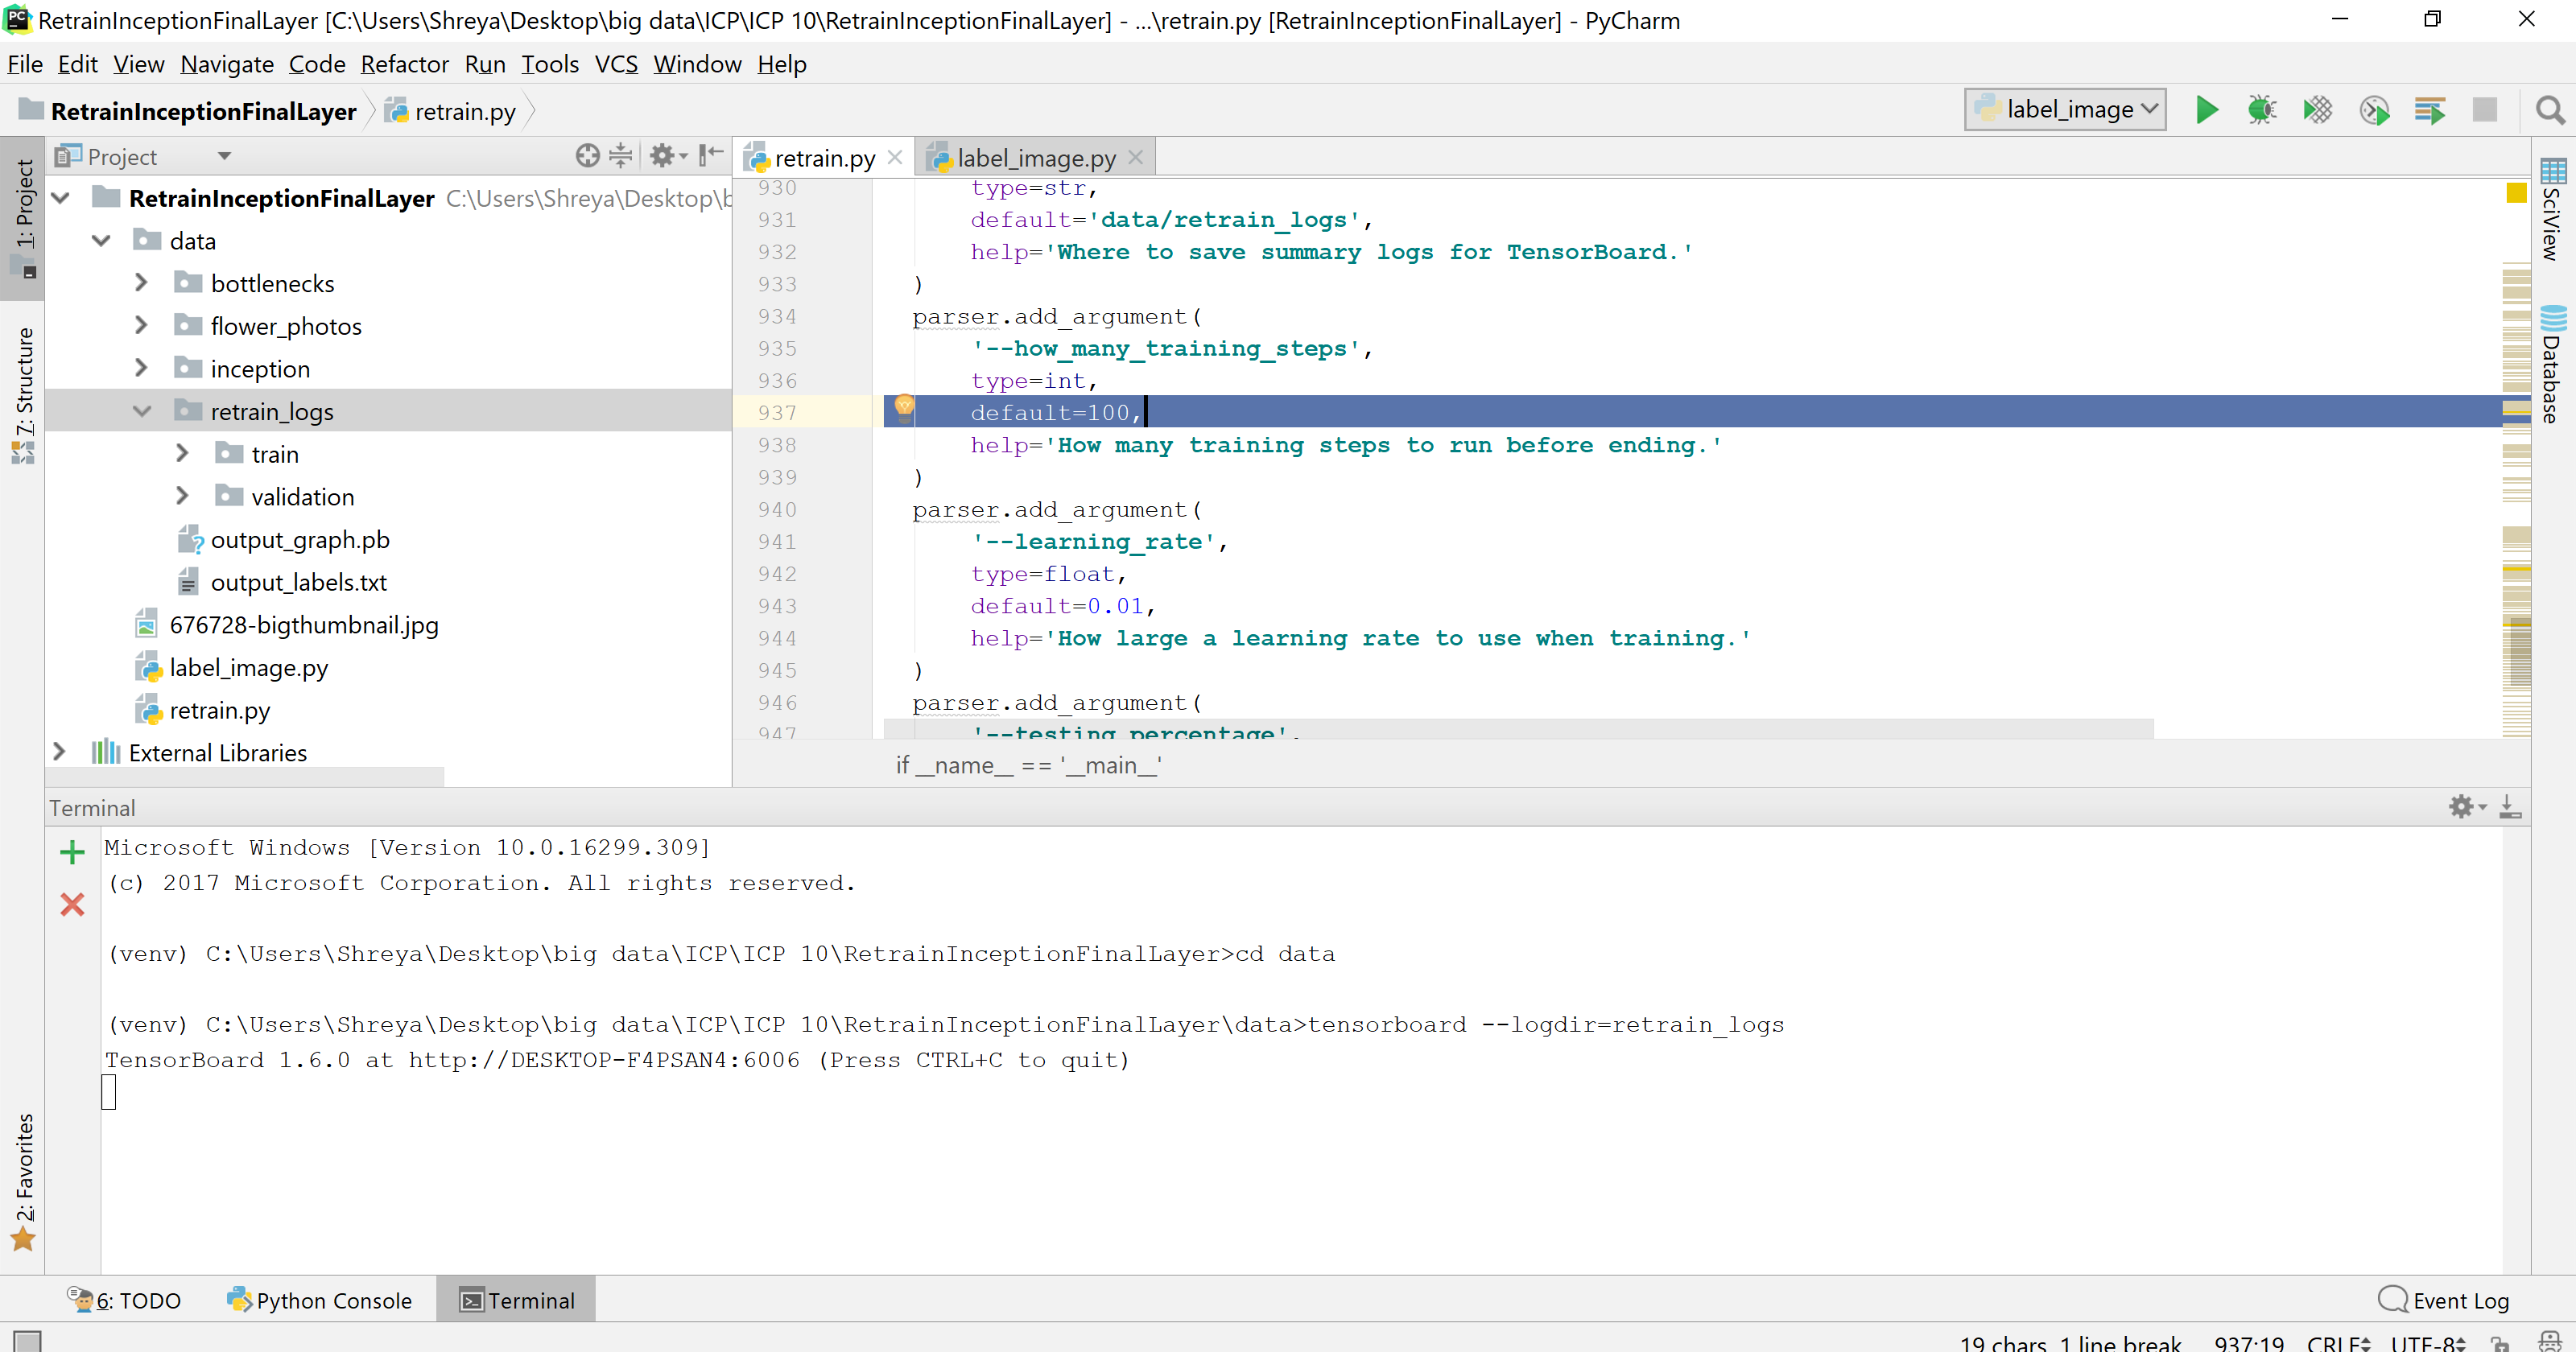 RetrainInceptionFinalLayer [C:\Users\Shreya\Desktop\big data\ICP\ICP 10\RetrainInceptionFinalLayer] - ...\retrain.py [RetrainInceptionFinalLayer] - PyCharm
File Edit View Navigate Code Refactor Run Tools VCS Window Help
RetrainInceptionFinalLayer retrain.py label_image
1: Project
7: Structure
2: Favorites
Project
RetrainInceptionFinalLayer C:\Users\Shreya\Desktop\b
data
bottlenecks
flower_photos
inception
retrain_logs
train
validation
output_graph.pb
output_labels.txt
676728-bigthumbnail.jpg
label_image.py
retrain.py
External Libraries
retrain.py label_image.py
930 type=str,
931 default='data/retrain_logs',
932 help='Where to save summary logs for TensorBoard.'
933 )
934 parser.add_argument(
935 '--how_many_training_steps',
936 type=int,
937 default=100,
938 help='How many training steps to run before ending.'
939 )
940 parser.add_argument(
941 '--learning_rate',
942 type=float,
943 default=0.01,
944 help='How large a learning rate to use when training.'
945 )
946 parser.add_argument(
947 '--testing_percentage',
if __name__ == '__main__'
SciView
Database
Terminal
Microsoft Windows [Version 10.0.16299.309]
(c) 2017 Microsoft Corporation. All rights reserved.
(venv) C:\Users\Shreya\Desktop\big data\ICP\ICP 10\RetrainInceptionFinalLayer>cd data
(venv) C:\Users\Shreya\Desktop\big data\ICP\ICP 10\RetrainInceptionFinalLayer\data>tensorboard --logdir=retrain_logs
TensorBoard 1.6.0 at http://DESKTOP-F4PSAN4:6006 (Press CTRL+C to quit)
6: TODO Python Console Terminal Event Log
19 chars, 1 line break 937:19 CRLF UTF-8